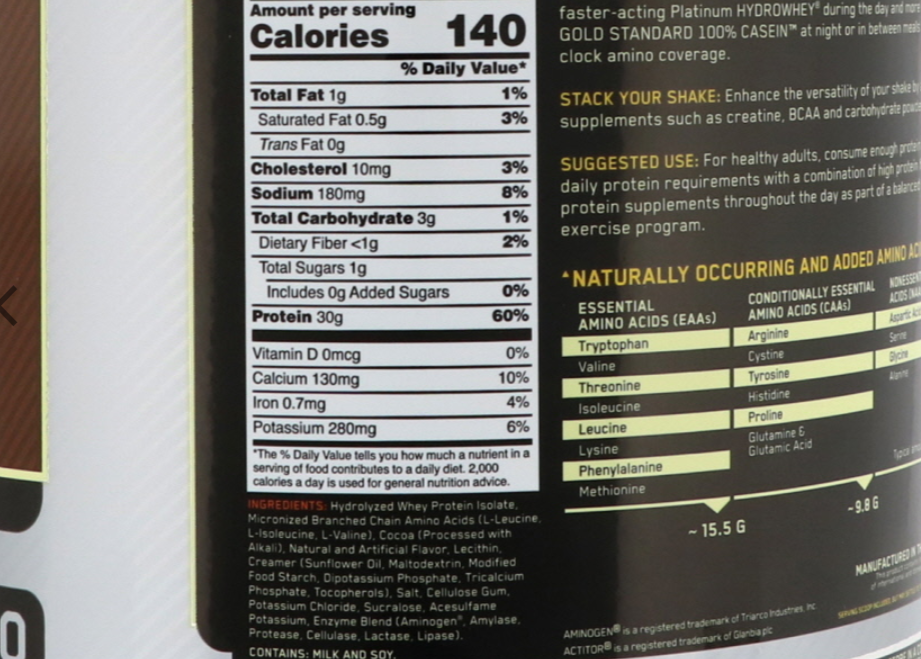 Amount per serving
Calories 140
% Daily Value*
Total Fat 1g 1%
Saturated Fat 0.5g 3%
Trans Fat 0g
Cholesterol 10mg 3%
Sodium 180mg 8%
Total Carbohydrate 3g 1%
Dietary Fiber <1g 2%
Total Sugars 1g
Includes 0g Added Sugars 0%
Protein 30g 60%
Vitamin D 0mcg 0%
Calcium 130mg 10%
Iron 0.7mg 4%
Potassium 280mg 6%
*The % Daily Value tells you how much a nutrient in a
serving of food contributes to a daily diet. 2,000
calories a day is used for general nutrition advice.
INGREDIENTS: Hydrolyzed Whey Protein Isolate,
Micronized Branched Chain Amino Acids (L-Leucine,
L-Isoleucine, L-Valine), Cocoa (Processed with
Alkali), Natural and Artificial Flavor, Lecithin,
Creamer (Sunflower Oil, Maltodextrin, Modified
Food Starch, Dipotassium Phosphate, Tricalcium
Phosphate, Tocopherols), Salt, Cellulose Gum,
Potassium Chloride, Sucralose, Acesulfame
Potassium, Enzyme Blend (Aminogen®, Amylase,
Protease, Cellulase, Lactase, Lipase).
CONTAINS: MILK AND SOY.
faster-acting Platinum HYDROWHEY® during the day and more
GOLD STANDARD 100% CASEIN™ at night or in between meals
clock amino coverage.
STACK YOUR SHAKE: Enhance the versatility of your shake by
supplements such as creatine, BCAA and carbohydrate
SUGGESTED USE: For healthy adults, consume enough
daily protein requirements with a combination of high protein
protein supplements throughout the day as part of a
exercise program.
▲NATURALLY OCCURRING AND ADDED AMINO
ESSENTIAL
AMINO ACIDS (EAAs)
Tryptophan
Valine
Threonine
Isoleucine
Leucine
Lysine
Phenylalanine
Methionine
~ 15.5 G
CONDITIONALLY ESSENTIAL
AMINO ACIDS (CAAs)
Arginine
Cystine
Tyrosine
Histidine
Proline
Glutamine &
Glutamic Acid
~9.8 G
Aspartic
Serine
Glycine
Alanine
Typical
MANUFACTURED IN
AMINOGEN® is a registered trademark of Triarco Industries, Inc
ACTITOR® is a registered trademark of Glanbia plc